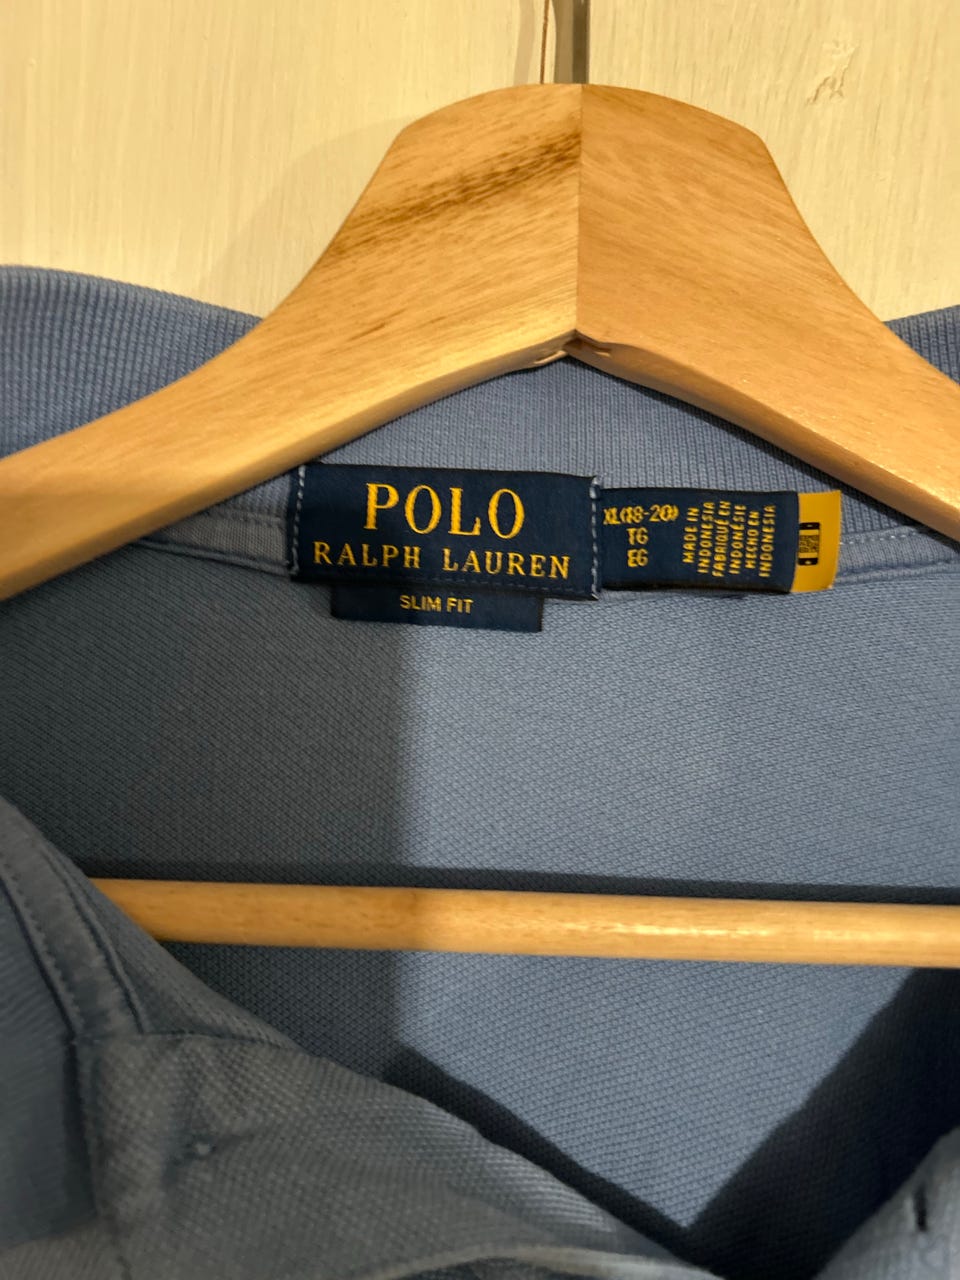 POLO
RALPH LAUREN
SLIM FIT
XL(18-20)
TG
EG
MADE IN
INDONESIA
FABRIQUÉ EN
INDONÉSIE
HECHO EN
INDONESIA